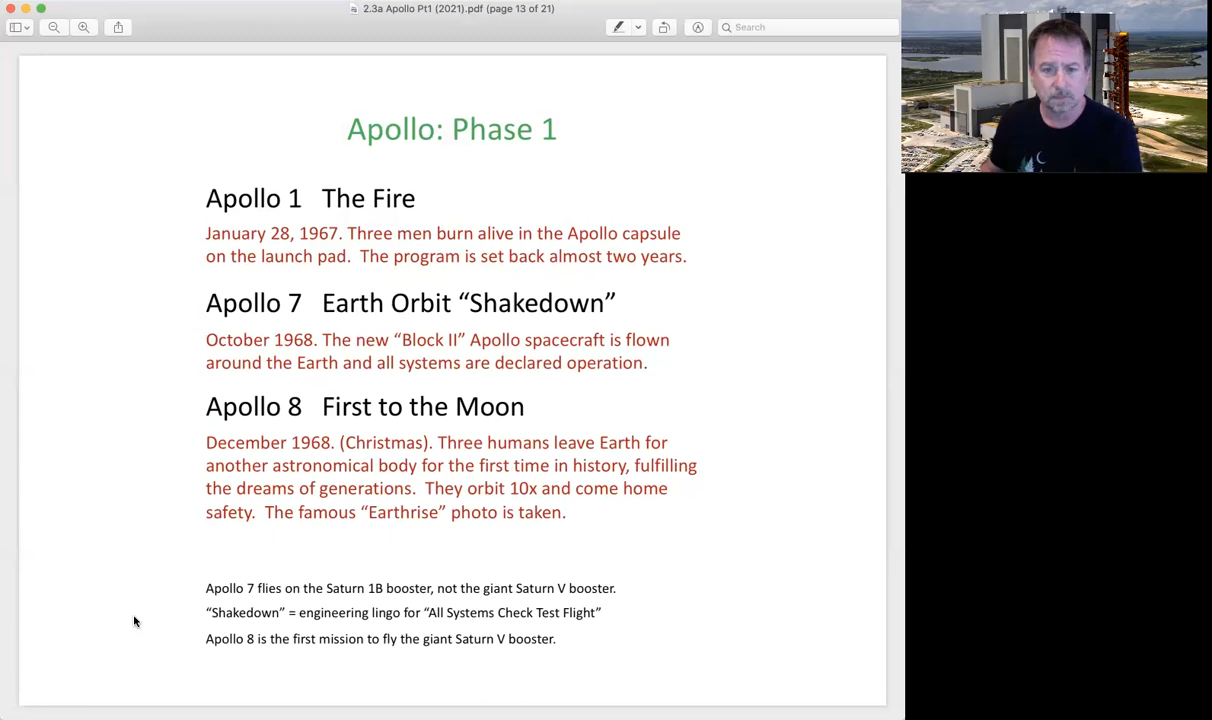 2.3a Apollo Pt1 (2021).pdf (page 13 of 21)
Search
Apollo: Phase 1
Apollo 1 The Fire
January 28, 1967. Three men burn alive in the Apollo capsule
on the launch pad. The program is set back almost two years.
Apollo 7 Earth Orbit “Shakedown”
October 1968. The new “Block II” Apollo spacecraft is flown
around the Earth and all systems are declared operation.
Apollo 8 First to the Moon
December 1968. (Christmas). Three humans leave Earth for
another astronomical body for the first time in history, fulfilling
the dreams of generations. They orbit 10x and come home
safety. The famous “Earthrise” photo is taken.
Apollo 7 flies on the Saturn 1B booster, not the giant Saturn V booster.
“Shakedown” = engineering lingo for “All Systems Check Test Flight”
Apollo 8 is the first mission to fly the giant Saturn V booster.